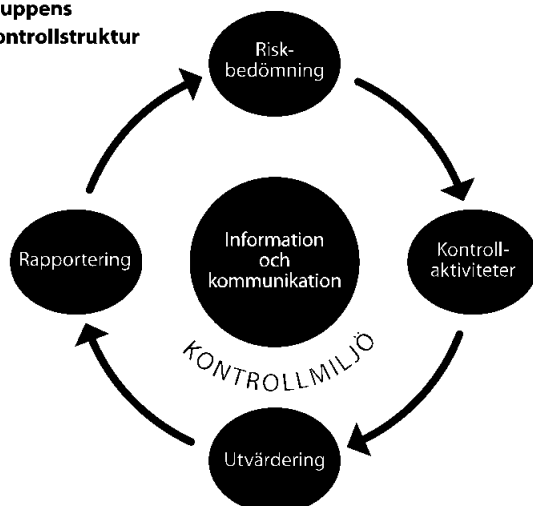 uppens
ontrollstruktur
Risk-
bedömning
Kontroll-
aktiviteter
Information
och
kommunikation
Rapportering
KONTROLLMILJÖ
Utvärdering